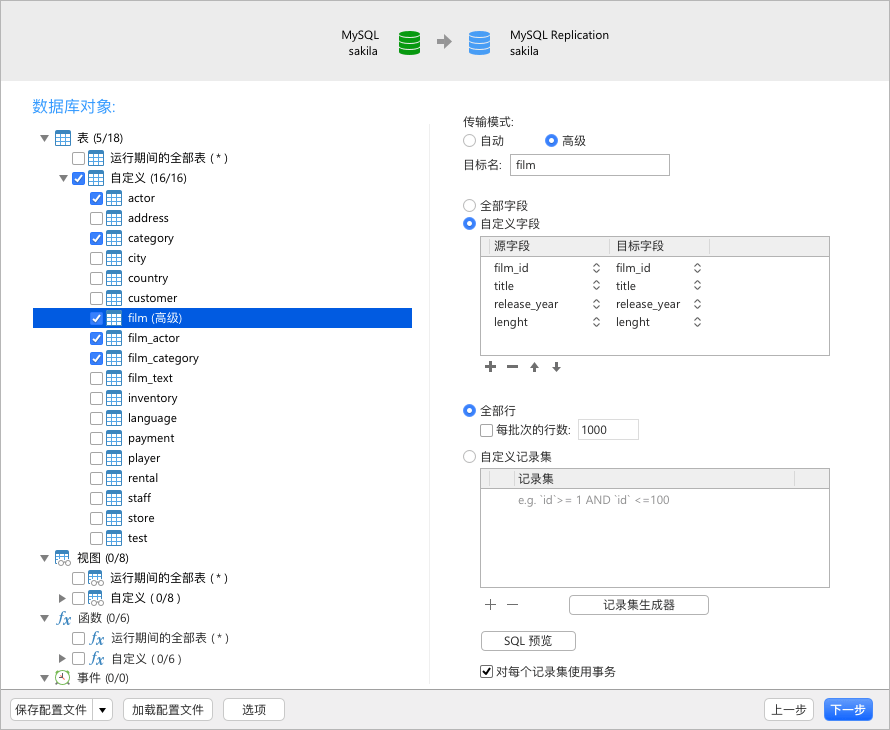 MySQL
sakila
MySQL Replication
sakila
数据库对象:
表 (5/18)
运行期间的全部表 ( * )
自定义 (16/16)
actor
address
category
city
country
customer
film (高级)
film_actor
film_category
film_text
inventory
language
payment
player
rental
staff
store
test
视图 (0/8)
运行期间的全部表 ( * )
自定义 ( 0/8 )
fx 函数 (0/6)
fx 运行期间的全部表 ( * )
fx 自定义 ( 0/6 )
事件 (0/0)
传输模式:
自动 高级
目标名: film
全部字段
自定义字段
源字段 目标字段
film_id film_id
title title
release_year release_year
lenght lenght
全部行
每批次的行数: 1000
自定义记录集
记录集
e.g. `id`>= 1 AND `id` <=100
记录集生成器
SQL 预览
对每个记录集使用事务
保存配置文件 加载配置文件 选项 上一步 下一步